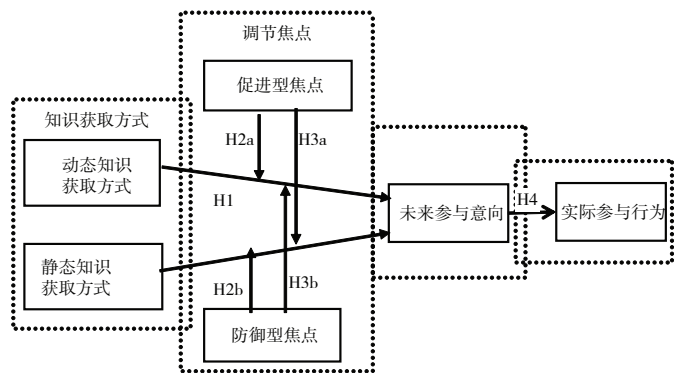 调节焦点
促进型焦点
知识获取方式
H2a
H3a
动态知识
获取方式
H1
未来参与意向
H4
实际参与行为
静态知识
获取方式
H2b
H3b
防御型焦点